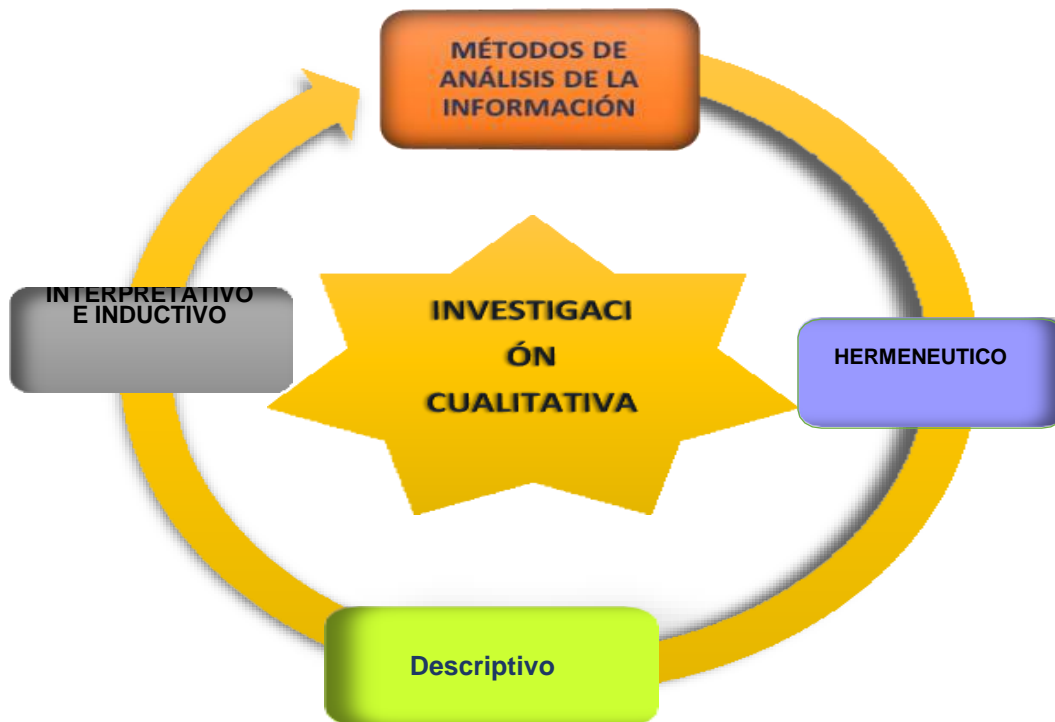 MÉTODOS DE
ANÁLISIS DE LA
INFORMACIÓN
INTERPRETATIVO
E INDUCTIVO
INVESTIGACI
ÓN
CUALITATIVA
HERMENEUTICO
Descriptivo